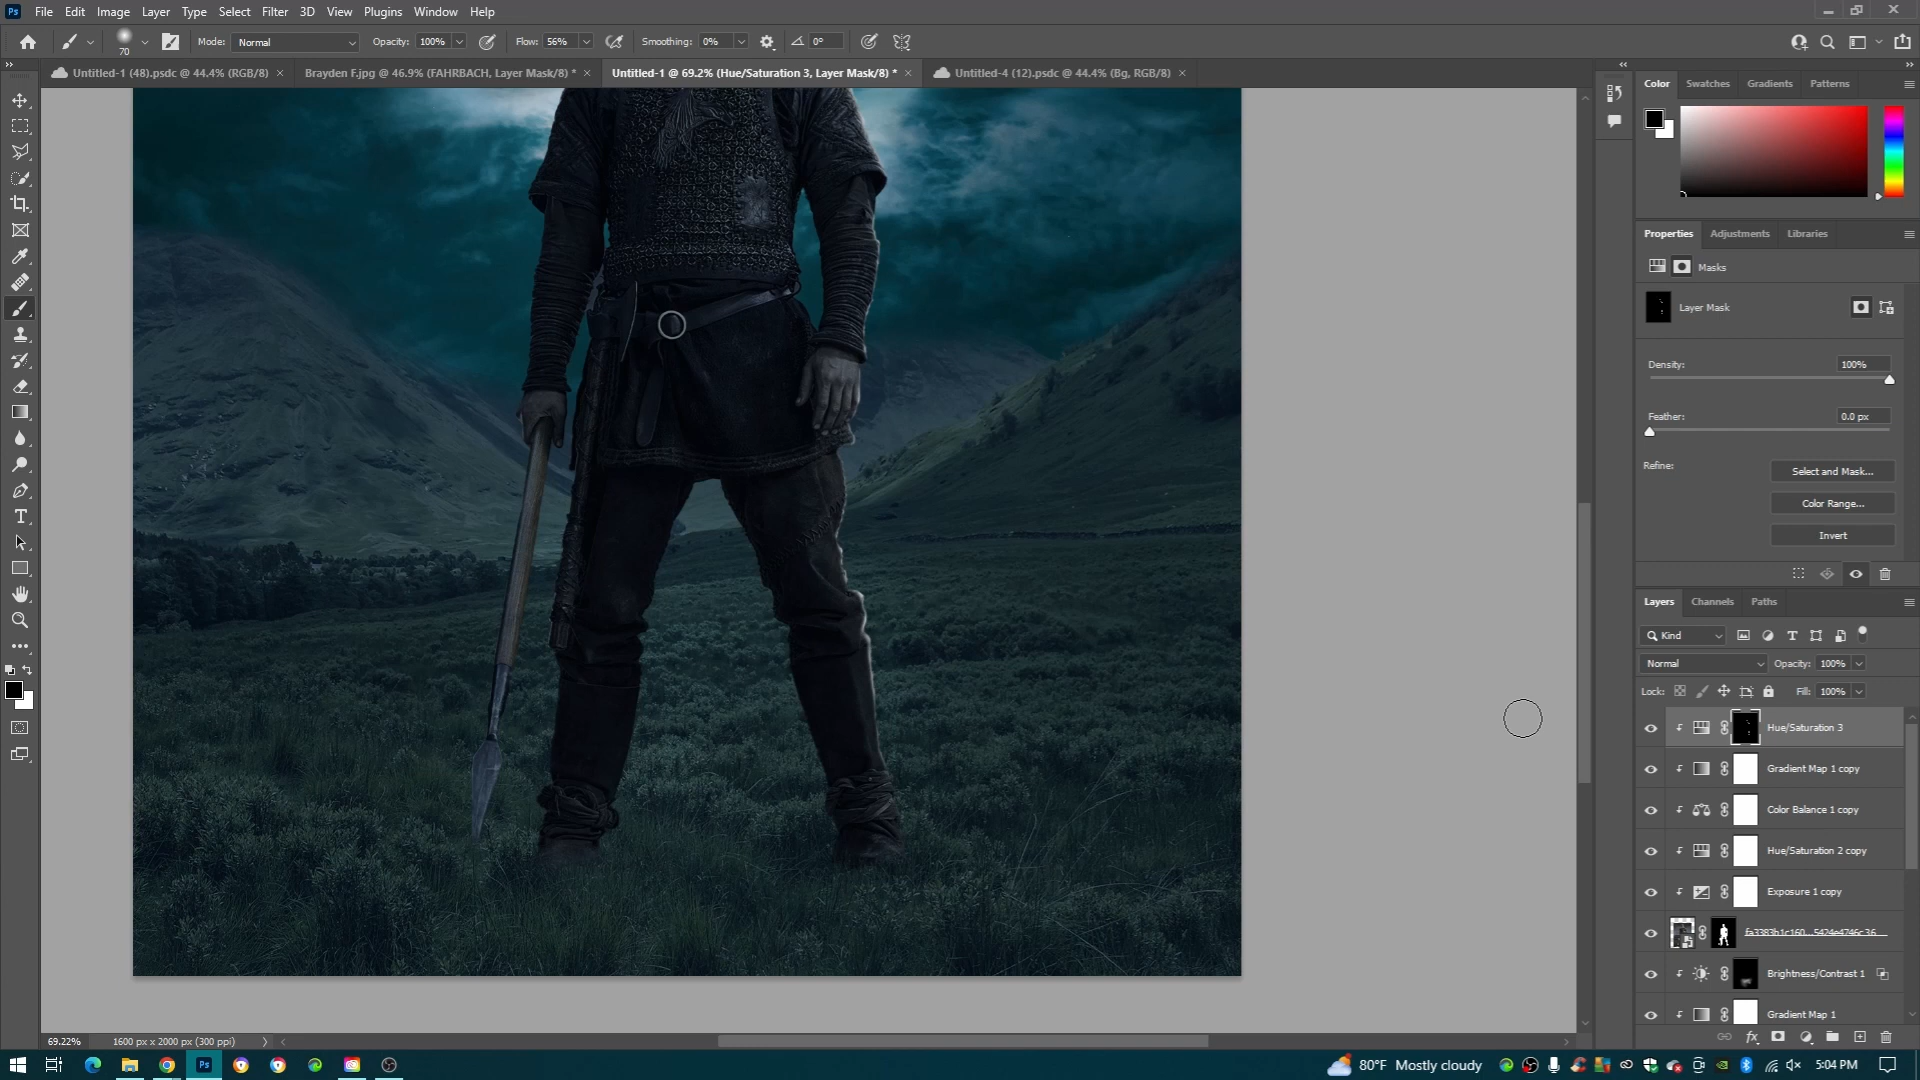 Ps File Edit Image Layer Type Select Filter 3D View Plugins Window Help
70 Mode: Normal Opacity: 100% Flow: 56% Smoothing: 0% 0°
Untitled-1 (48).psdc @ 44.4% (RGB/8) × Brayden F.jpg @ 46.9% (FAHRBACH, Layer Mask/8) * × Untitled-1 @ 69.2% (Hue/Saturation 3, Layer Mask/8) * × Untitled-4 (12).psdc @ 44.4% (Bg, RGB/8) ×
Color Swatches Gradients Patterns
Properties Adjustments Libraries
Masks
Layer Mask
Density: 100%
Feather: 0.0 px
Refine: Select and Mask...
Color Range...
Invert
Layers Channels Paths
Kind
Normal Opacity: 100%
Lock: Fill: 100%
Hue/Saturation 3
Gradient Map 1 copy
Color Balance 1 copy
Hue/Saturation 2 copy
Exposure 1 copy
fa3383b1c160...5424e4746c36...
Brightness/Contrast 1
Gradient Map 1
69.22% 1600 px x 2000 px (300 ppi)
80°F Mostly cloudy 5:04 PM